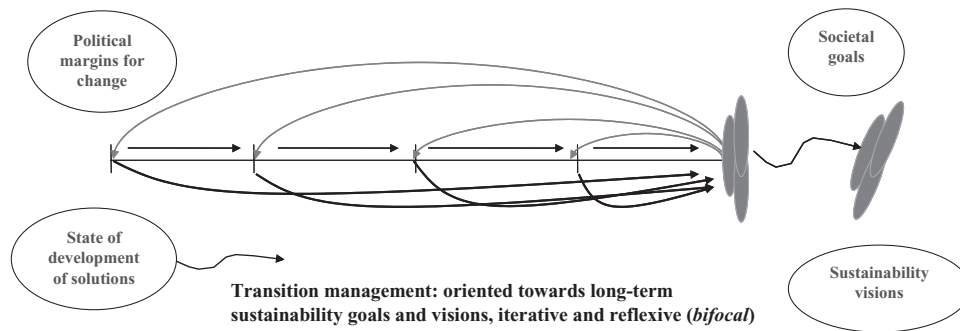 Political
margins for
change
Societal
goals
State of
development
of solutions
Sustainability
visions
Transition management: oriented towards long-term
sustainability goals and visions, iterative and reflexive (bifocal)